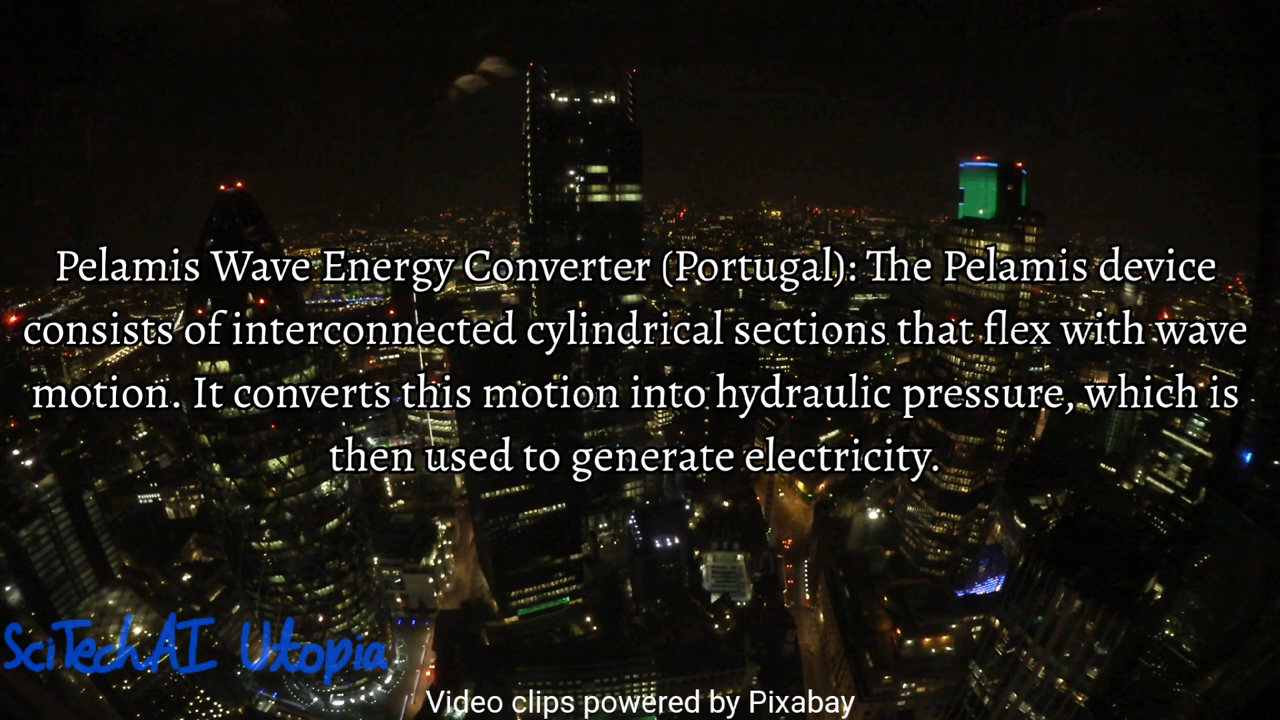 Pelamis Wave Energy Converter (Portugal): The Pelamis device
consists of interconnected cylindrical sections that flex with wave
motion. It converts this motion into hydraulic pressure, which is
then used to generate electricity.
SciTechAI Utopia
Video clips powered by Pixabay